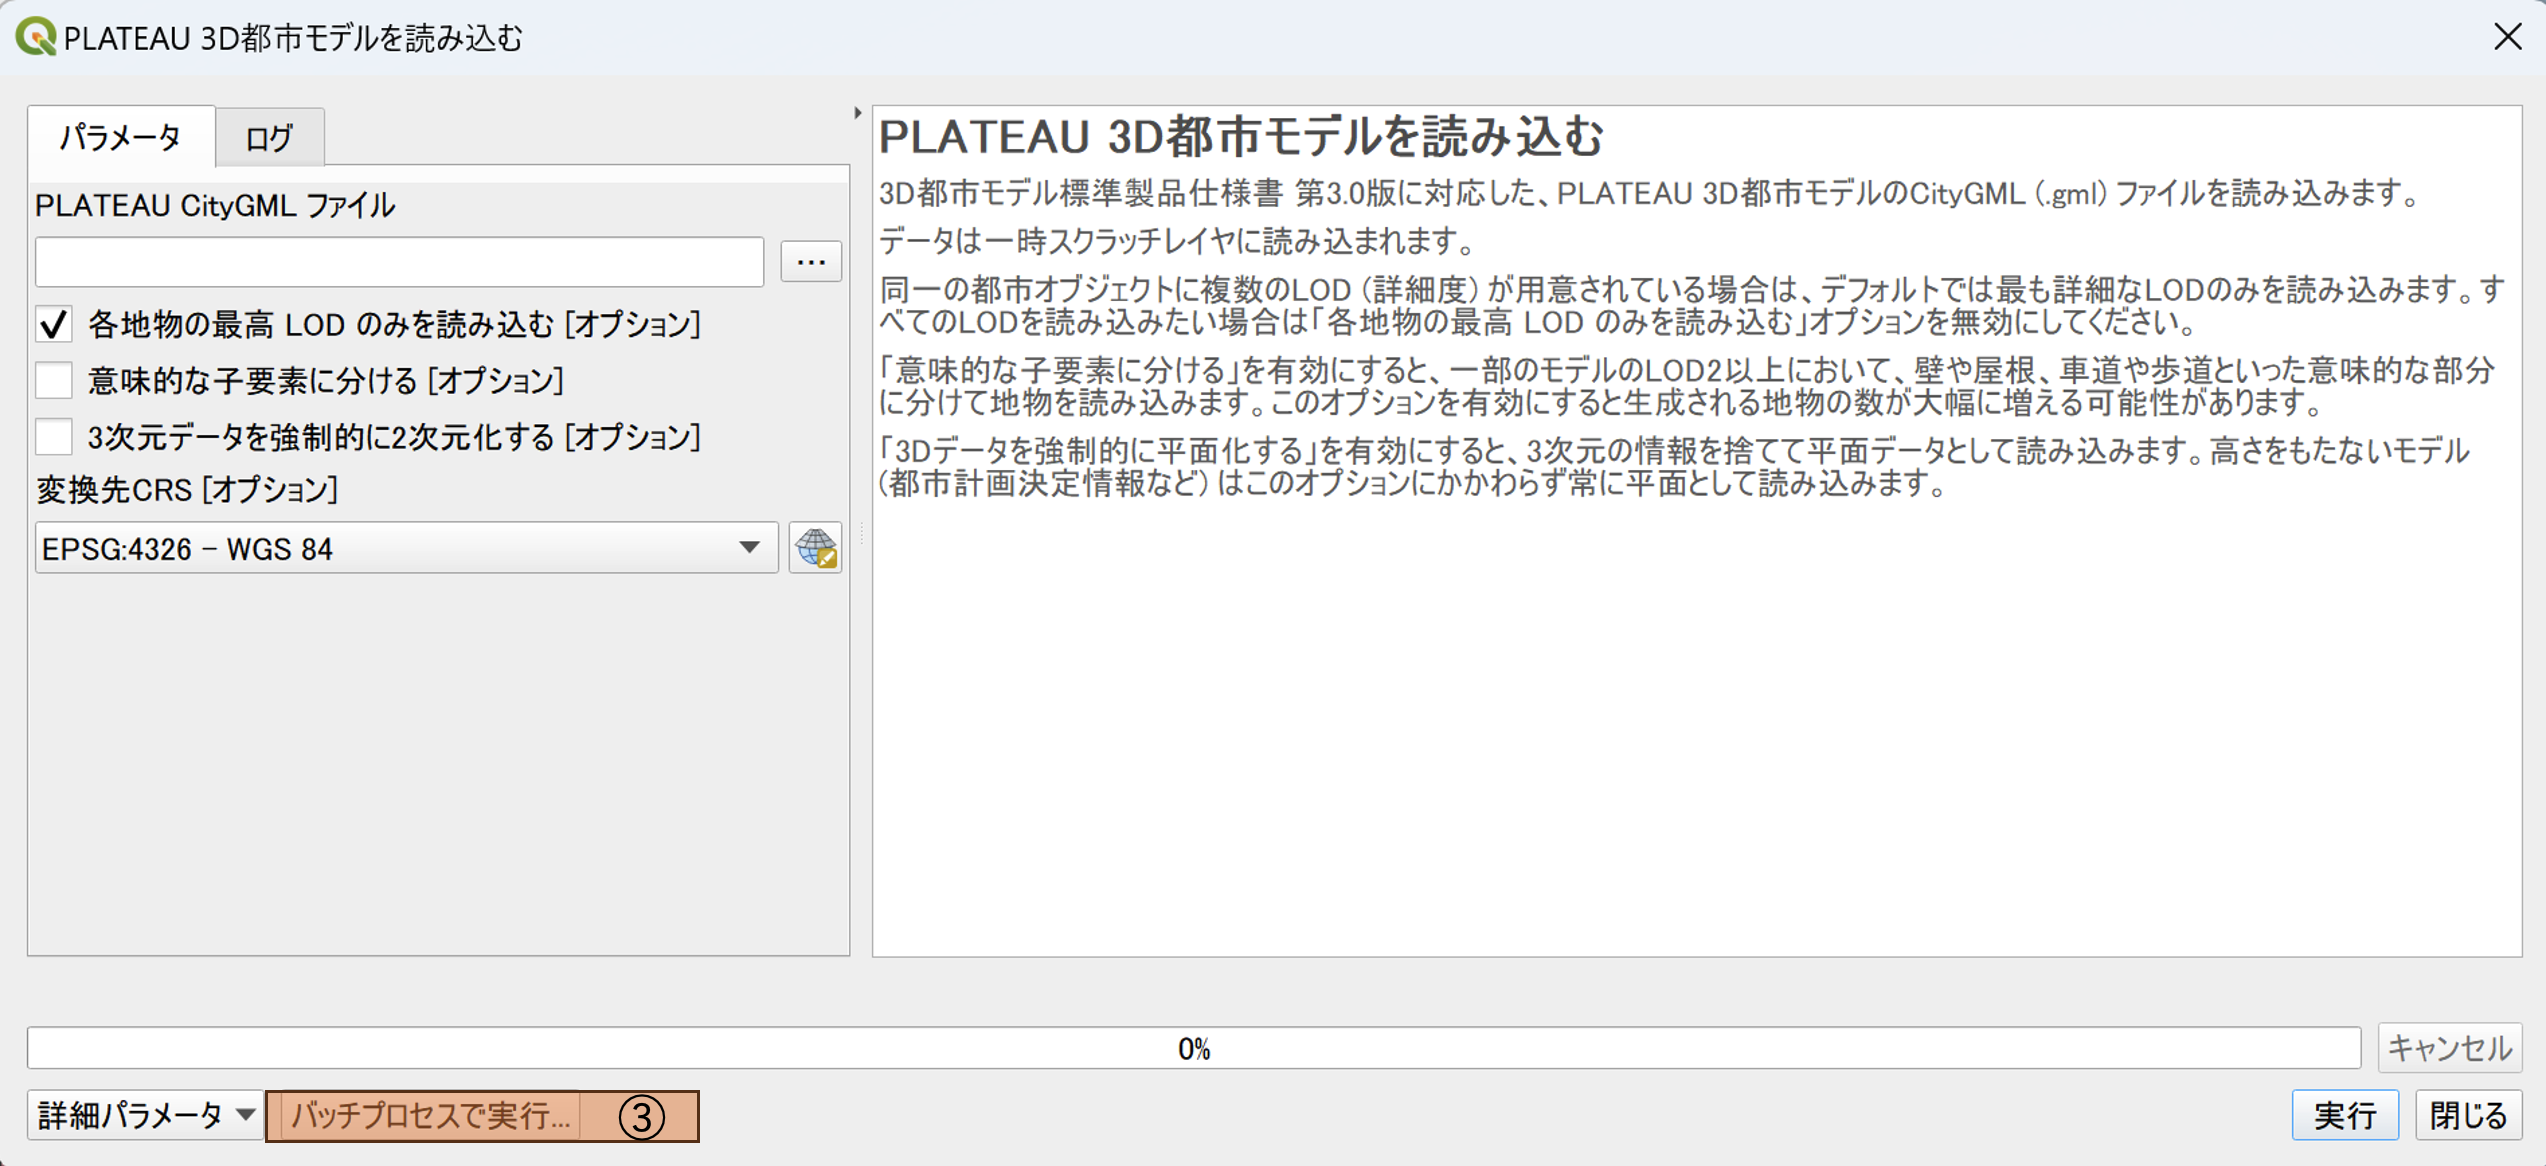 PLATEAU 3D都市モデルを読み込む
パラメータ
ログ
PLATEAU CityGML ファイル
...
各地物の最高 LOD のみを読み込む [オプション]
意味的な子要素に分ける [オプション]
3次元データを強制的に2次元化する [オプション]
変換先CRS [オプション]
EPSG:4326 - WGS 84
PLATEAU 3D都市モデルを読み込む
3D都市モデル標準製品仕様書 第3.0版に対応した、PLATEAU 3D都市モデルのCityGML (.gml) ファイルを読み込みます。
データは一時スクラッチレイヤに読み込まれます。
同一の都市オブジェクトに複数のLOD (詳細度) が用意されている場合は、デフォルトでは最も詳細なLODのみを読み込みます。す
べてのLODを読み込みたい場合は「各地物の最高 LOD のみを読み込む」オプションを無効にしてください。
「意味的な子要素に分ける」を有効にすると、一部のモデルのLOD2以上において、壁や屋根、車道や歩道といった意味的な部分
に分けて地物を読み込みます。このオプションを有効にすると生成される地物の数が大幅に増える可能性があります。
「3Dデータを強制的に平面化する」を有効にすると、3次元の情報を捨てて平面データとして読み込みます。高さをもたないモデル
(都市計画決定情報など) はこのオプションにかかわらず常に平面として読み込みます。
0%
キャンセル
詳細パラメータ
バッチプロセスで実行...
③
実行
閉じる